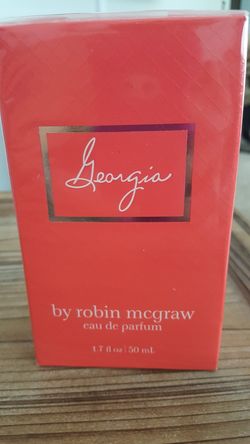 Georgia
by robin mcgraw
eau de parfum
1.7 fl oz | 50 mL